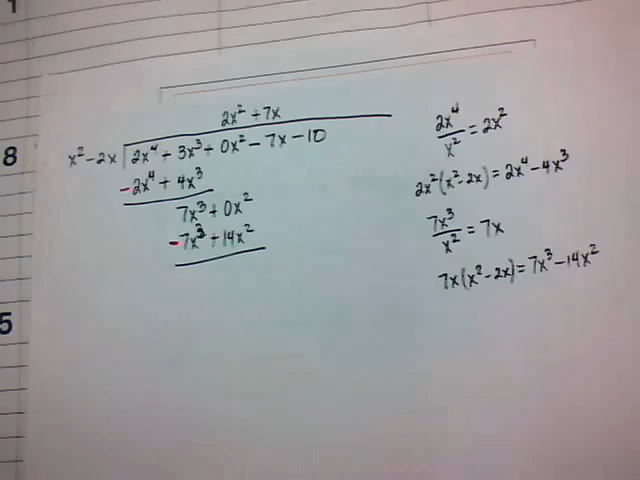 1
8
5
2x² + 7x
x² - 2x | 2x⁴ + 3x³ + 0x² - 7x - 10
- 2x⁴ + 4x³
7x³ + 0x²
- 7x³ + 14x²
2x⁴/x² = 2x²
2x²(x² - 2x) = 2x⁴ - 4x³
7x³/x² = 7x
7x(x² - 2x) = 7x³ - 14x²